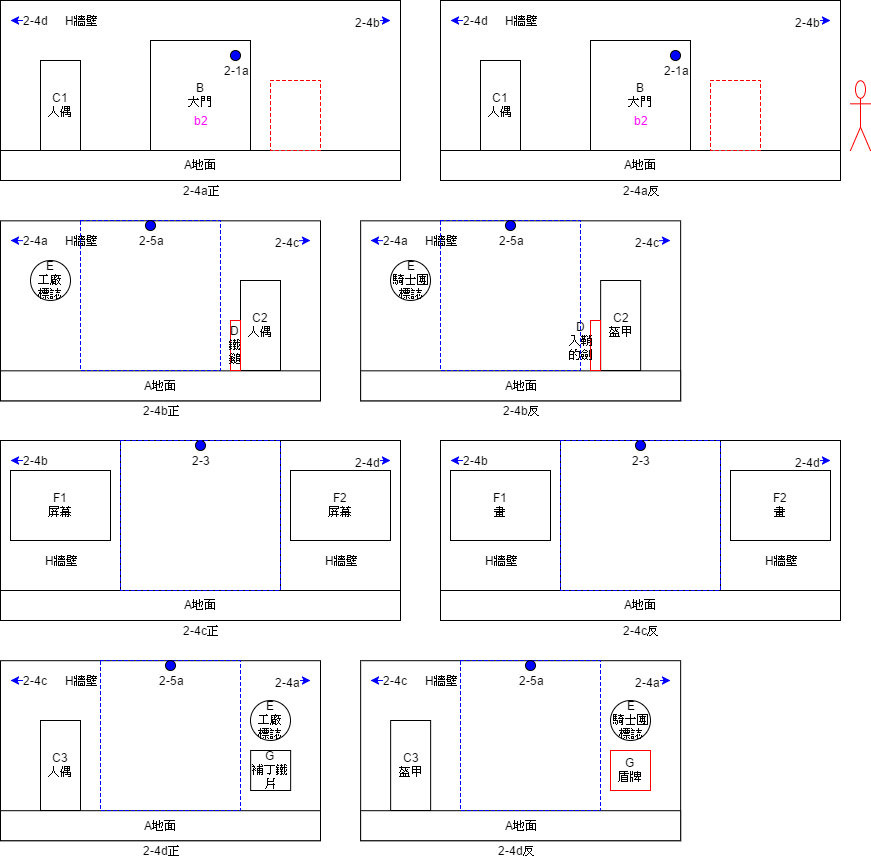 2-4d H牆壁 2-4b
2-1a
C1
人偶
B
大門
b2
A地面
2-4a正
2-4d H牆壁 2-4b
2-1a
C1
人偶
B
大門
b2
A地面
2-4a反
2-4a H牆壁 2-5a 2-4c
E
工廠
標誌
D
鐵
鎚
C2
人偶
A地面
2-4b正
2-4a H牆壁 2-5a 2-4c
E
騎士團
標誌
D
入鞘
的劍
C2
盔甲
A地面
2-4b反
2-4b 2-3 2-4d
F1
屏幕
F2
屏幕
H牆壁 H牆壁
A地面
2-4c正
2-4b 2-3 2-4d
F1
畫
F2
畫
H牆壁 H牆壁
A地面
2-4c反
2-4c H牆壁 2-5a 2-4a
E
工廠
標誌
C3
人偶
G
補丁鐵
片
A地面
2-4d正
2-4c H牆壁 2-5a 2-4a
E
騎士團
標誌
C3
盔甲
G
盾牌
A地面
2-4d反